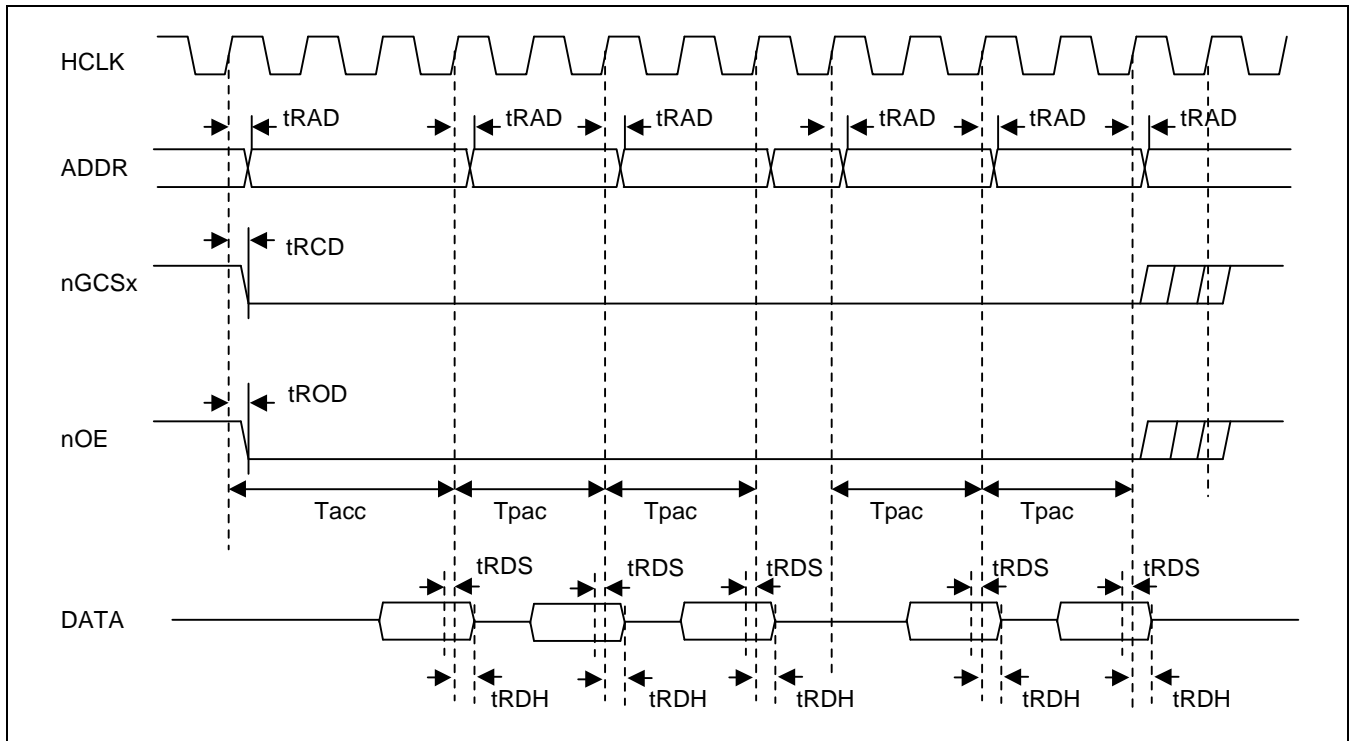 HCLK
tRAD tRAD tRAD tRAD tRAD tRAD
ADDR
tRCD
nGCSx
tROD
nOE
Tacc Tpac Tpac Tpac Tpac
tRDS tRDS tRDS tRDS tRDS
DATA
tRDH tRDH tRDH tRDH tRDH